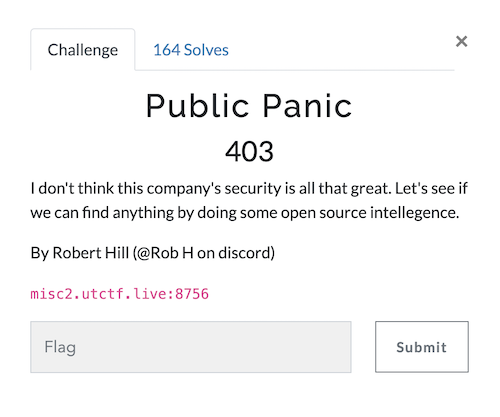 Challenge
164 Solves
×
Public Panic
403
I don't think this company's security is all that great. Let's see if
we can find anything by doing some open source intellegence.
By Robert Hill (@Rob H on discord)
misc2.utctf.live:8756
Flag
Submit